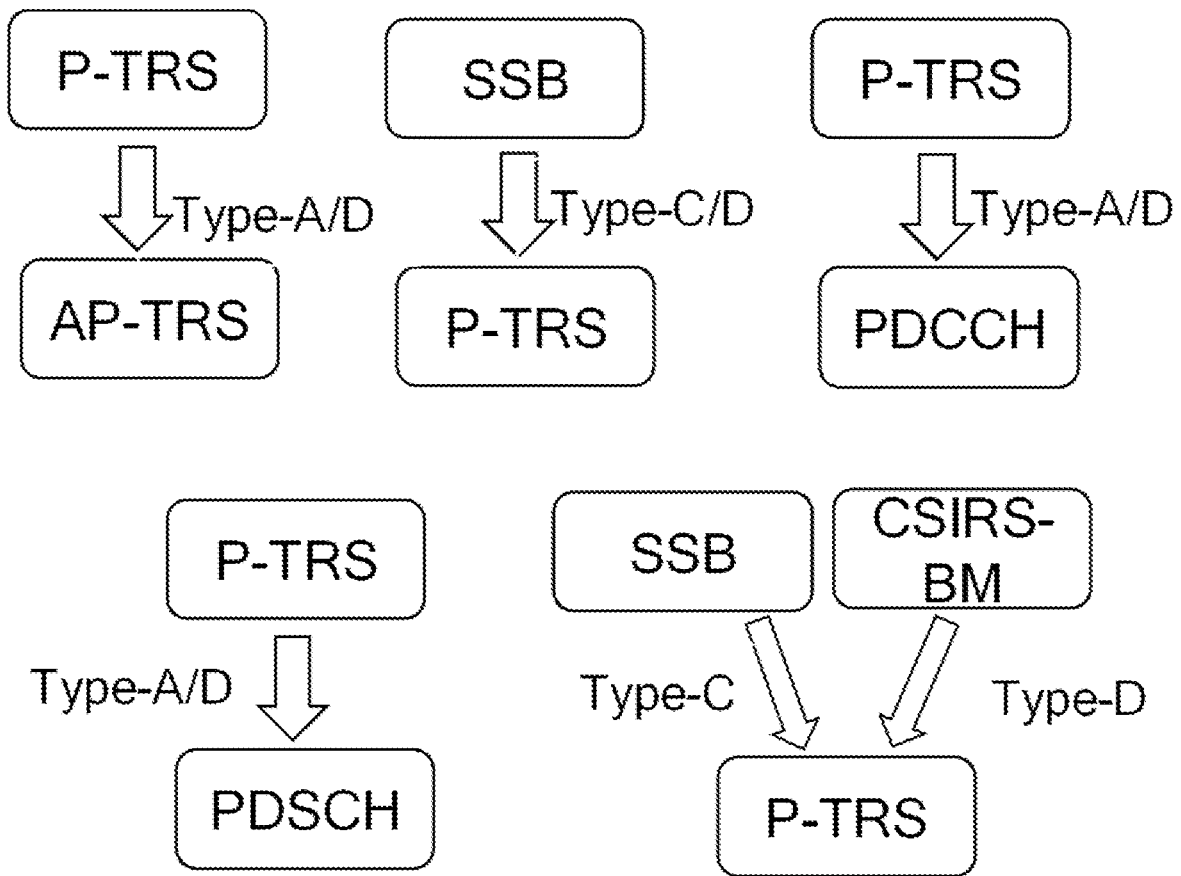 P-TRS
Type-A/D
AP-TRS
SSB
Type-C/D
P-TRS
P-TRS
Type-A/D
PDCCH
P-TRS
Type-A/D
PDSCH
SSB
CSIRS-
BM
Type-C
Type-D
P-TRS